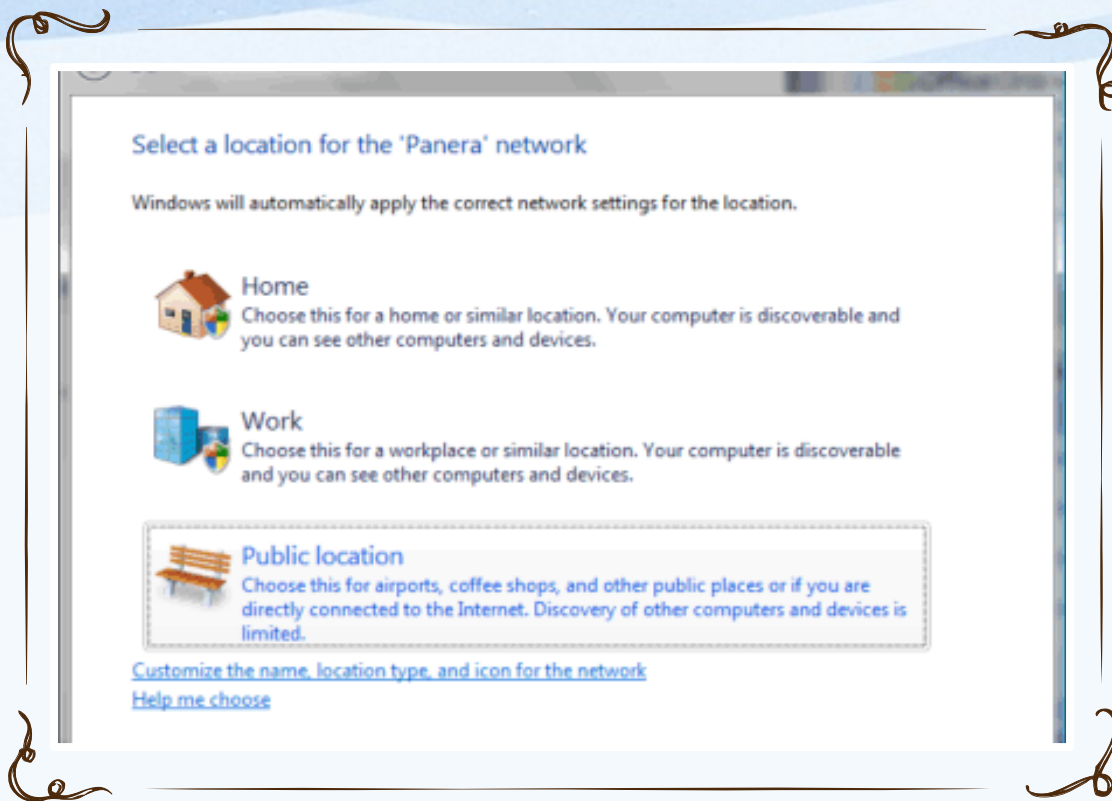 Select a location for the 'Panera' network
Windows will automatically apply the correct network settings for the location.
Home
Choose this for a home or similar location. Your computer is discoverable and
you can see other computers and devices.
Work
Choose this for a workplace or similar location. Your computer is discoverable
and you can see other computers and devices.
Public location
Choose this for airports, coffee shops, and other public places or if you are
directly connected to the Internet. Discovery of other computers and devices is
limited.
Customize the name, location type, and icon for the network
Help me choose